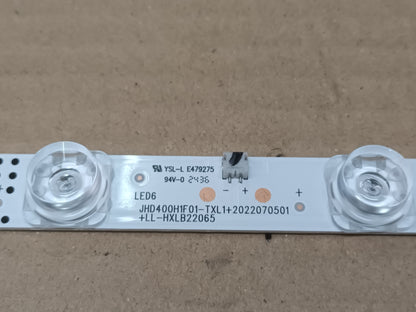 YSL-L E479275
94V-0 2436
LED6 - + +
JHD400H1F01-TXL1+2022070501
+LL-HXLB22065